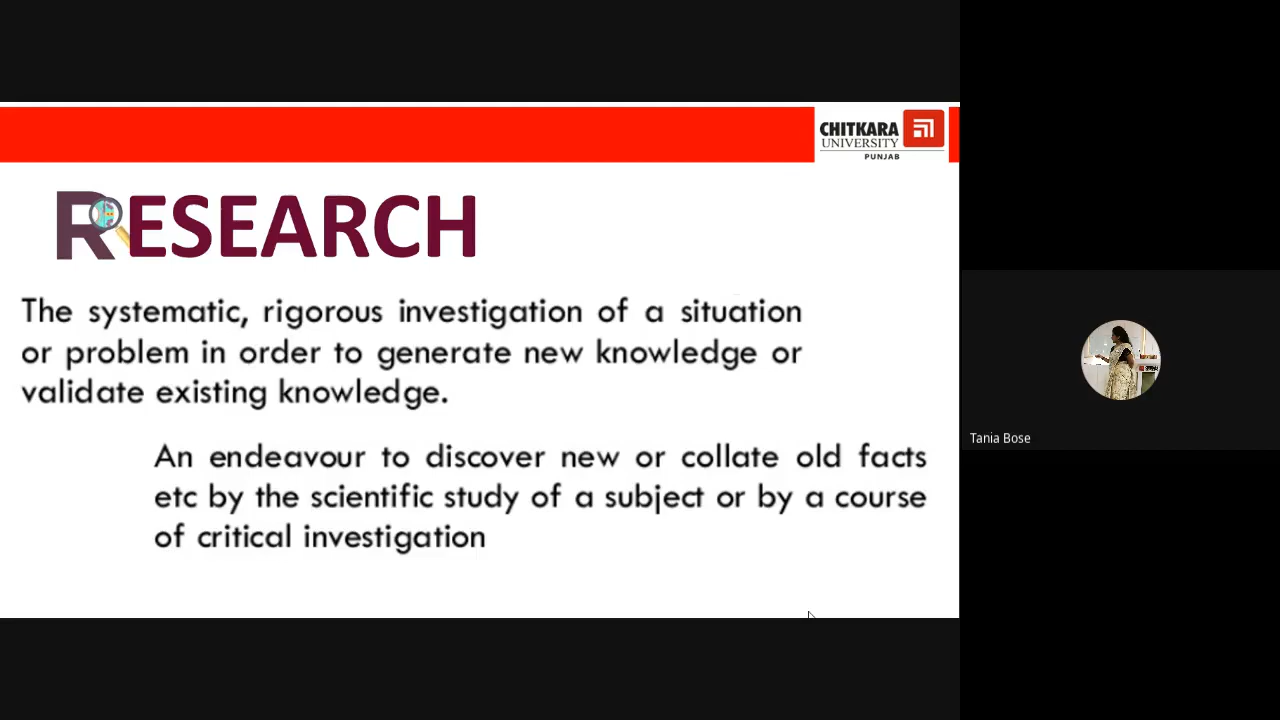 CHITKARA
UNIVERSITY
PUNJAB
RESEARCH
The systematic, rigorous investigation of a situation
or problem in order to generate new knowledge or
validate existing knowledge.
An endeavour to discover new or collate old facts
etc by the scientific study of a subject or by a course
of critical investigation
Tania Bose